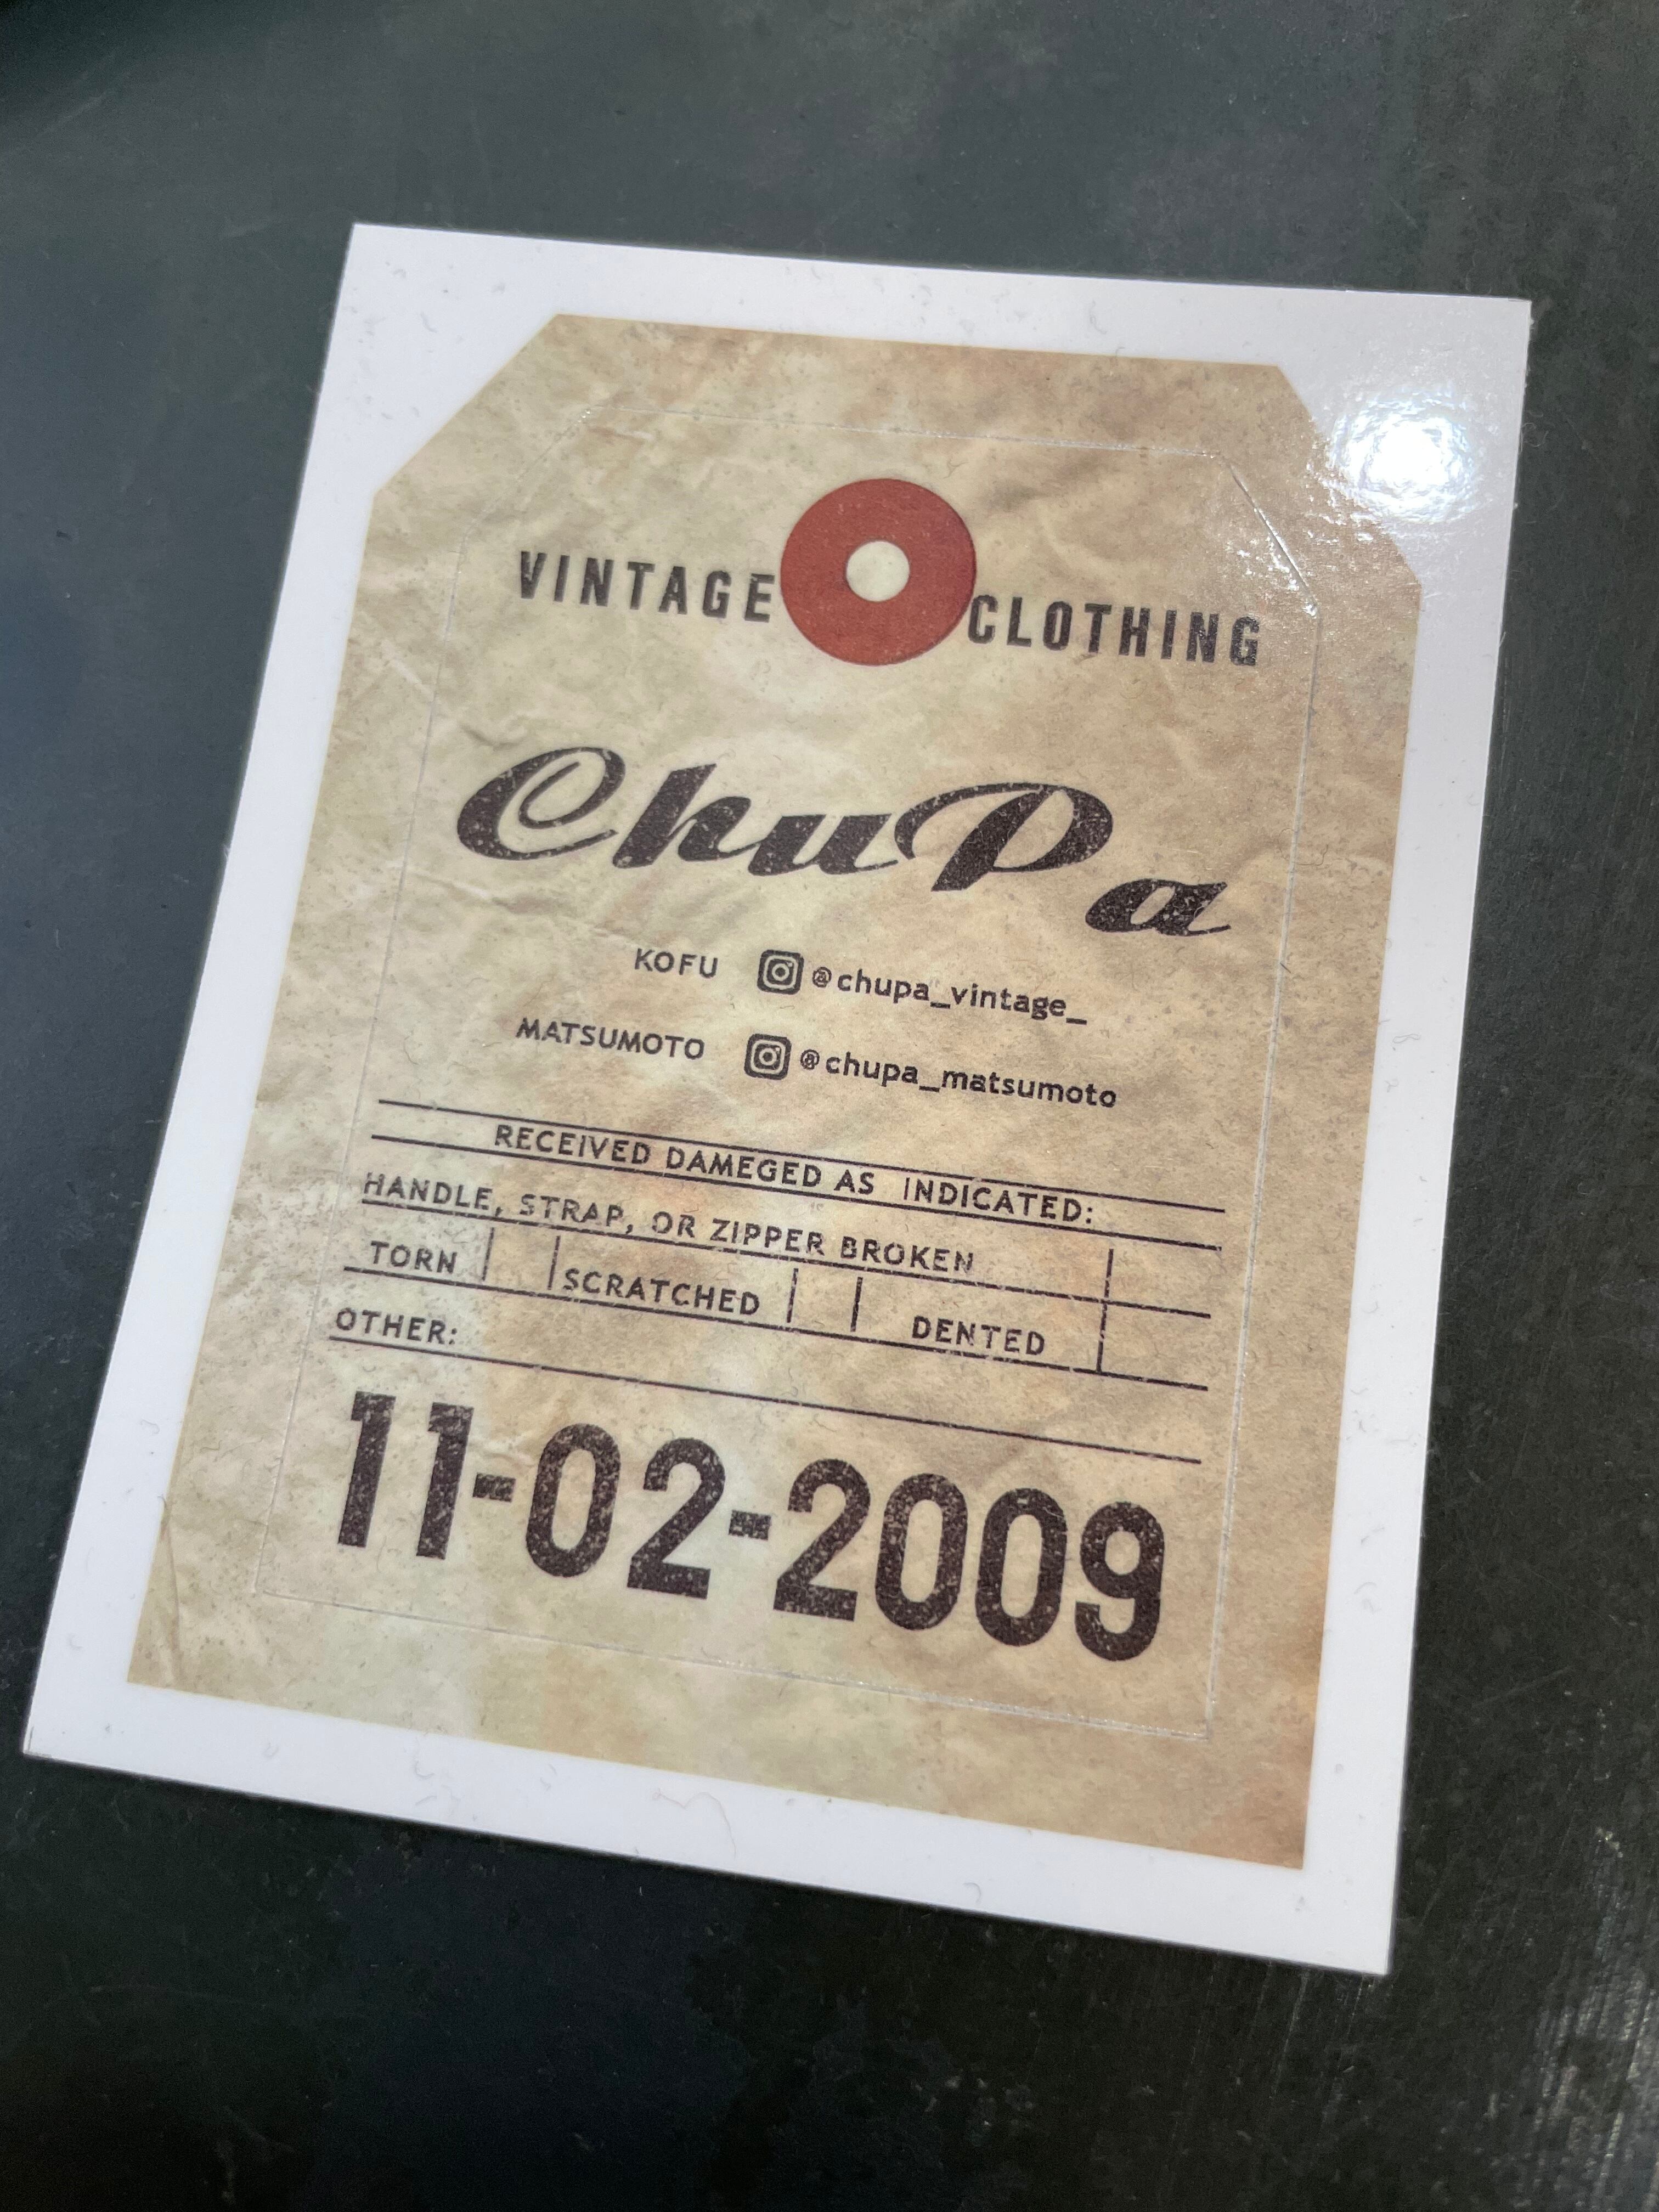 VINTAGE CLOTHING
ChuPa
KOFU @chupa_vintage_
MATSUMOTO @chupa_matsumoto
RECEIVED DAMEGED AS INDICATED:
HANDLE, STRAP, OR ZIPPER BROKEN
TORN SCRATCHED DENTED
OTHER:
11-02-2009